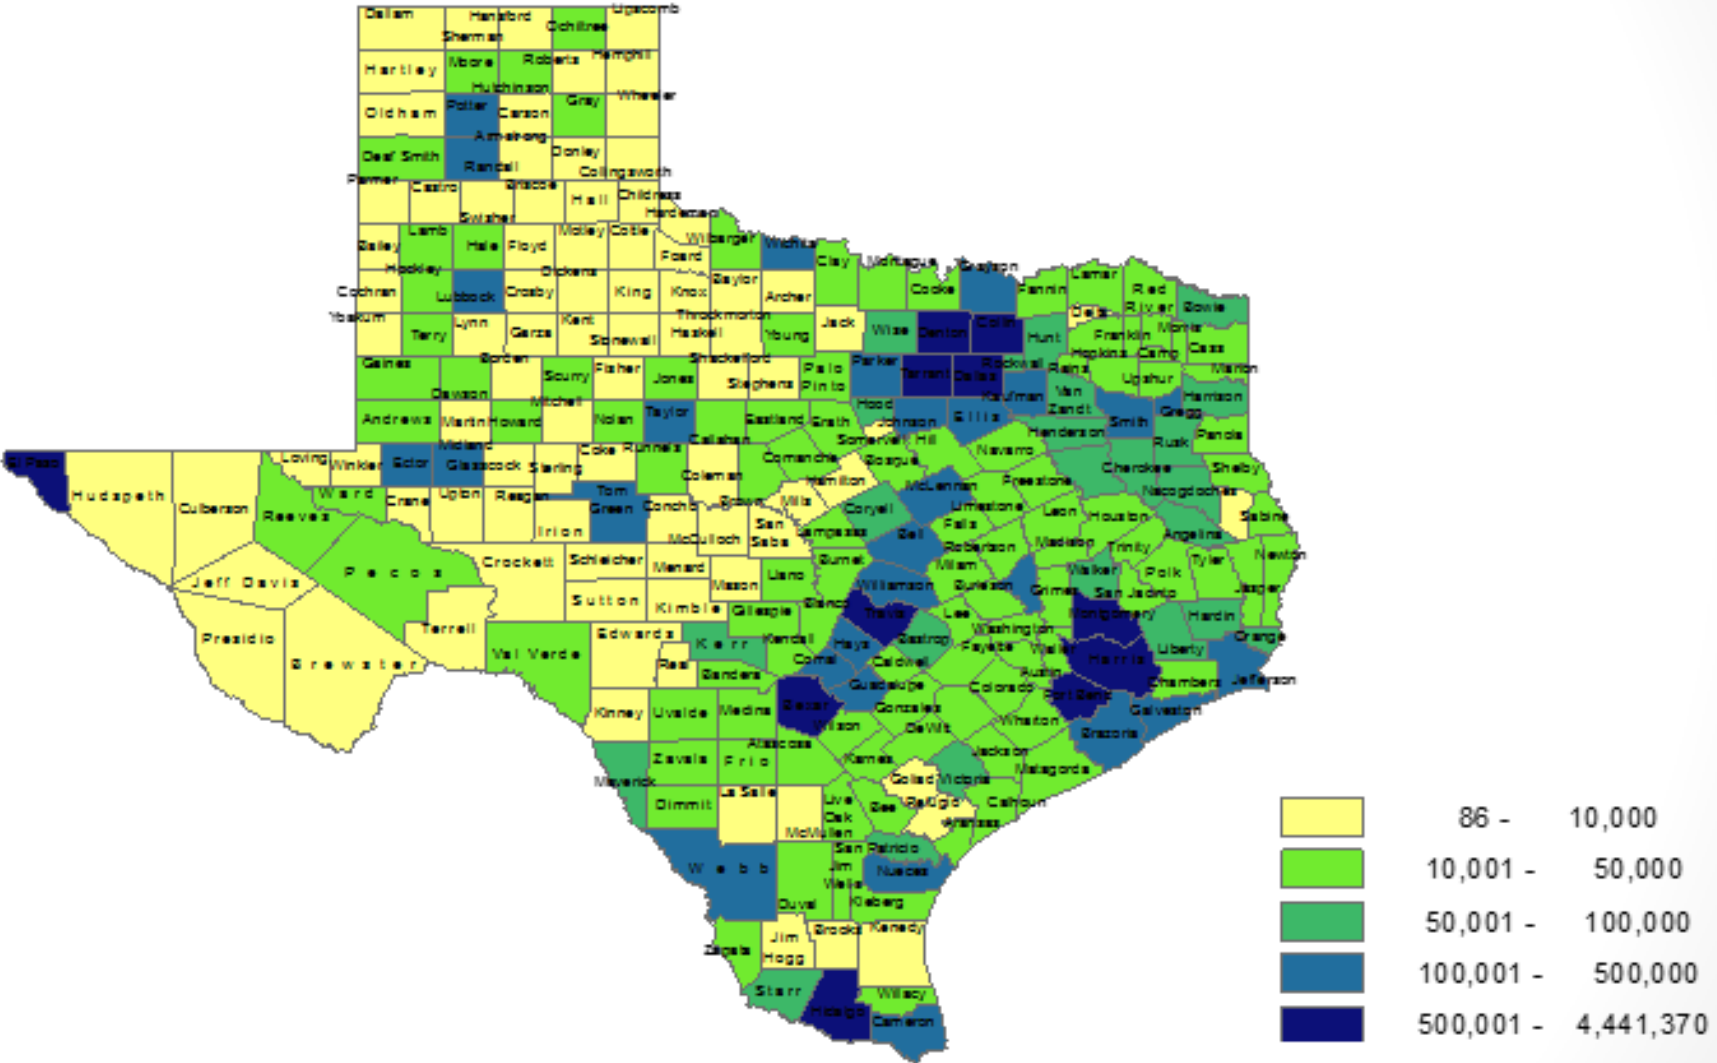 Dallam
Hansford
Lipscomb
Sherman
Ochiltree
Hartley
Moore
Roberts
Hemphill
Hutchinson
Oldham
Potter
Carson
Gray
Wheeler
Armstrong
Deaf Smith
Randall
Donley
Collingsworth
Parmer
Castro
Briscoe
Hall
Childress
Swisher
Hardeman
Bailey
Lamb
Hale
Floyd
Motley
Cottle
Foard
Wilbarger
Wichita
Clay
Montague
Grayson
Hockley
Dickens
Cochran
Lubbock
Crosby
King
Knox
Baylor
Archer
Cooke
Fannin
Lamar
Red
River
Bowie
Yoakum
Terry
Lynn
Garza
Kent
Stonewall
Haskell
Throckmorton
Young
Jack
Wise
Denton
Collin
Hunt
Delta
Franklin
Morris
Hopkins
Camp
Cass
Gaines
Borden
Dawson
Scurry
Fisher
Jones
Shackelford
Stephens
Palo
Pinto
Parker
Tarrant
Dallas
Rockwall
Rains
Kaufman
Van
Zandt
Upshur
Marion
Harrison
Andrews
Martin
Howard
Mitchell
Nolan
Taylor
Callahan
Eastland
Erath
Hood
Johnson
Ellis
Smith
Gregg
Somervell
Hill
Navarro
Henderson
Rusk
Panola
Midland
El Paso
Hudspeth
Culberson
Loving
Winkler
Ector
Glasscock
Sterling
Coke
Runnels
Coleman
Comanche
Bosque
Cherokee
Shelby
Hamilton
McLennan
Freestone
Nacogdoches
Reeves
Ward
Crane
Upton
Reagan
Irion
Tom
Green
Concho
Brown
Mills
Coryell
Limestone
Falls
Leon
Houston
Angelina
Sabine
McCulloch
San
Saba
Lampasas
Bell
Robertson
Madison
Trinity
Jeff Davis
Pecos
Crockett
Schleicher
Menard
Mason
Llano
Burnet
Milam
Walker
Polk
Tyler
Newton
Williamson
Burleson
Grimes
San Jacinto
Jasper
Sutton
Kimble
Gillespie
Blanco
Travis
Lee
Montgomery
Hardin
Presidio
Brewster
Terrell
Val Verde
Edwards
Real
Kerr
Kendall
Hays
Bastrop
Washington
Fayette
Waller
Liberty
Orange
Bandera
Comal
Caldwell
Austin
Harris
Chambers
Jefferson
Kinney
Uvalde
Medina
Bexar
Guadalupe
Gonzales
Colorado
Fort Bend
Galveston
Wilson
DeWitt
Wharton
Brazoria
Maverick
Zavala
Frio
Atascosa
Karnes
Jackson
Matagorda
Dimmit
La Salle
McMullen
Live
Oak
Bee
Goliad
Victoria
Refugio
Calhoun
Aransas
San Patricio
Webb
Duval
Jim
Wells
Nueces
Kleberg
Zapata
Jim
Hogg
Brooks
Kenedy
Starr
Hidalgo
Willacy
Cameron
86 - 10,000
10,001 - 50,000
50,001 - 100,000
100,001 - 500,000
500,001 - 4,441,370